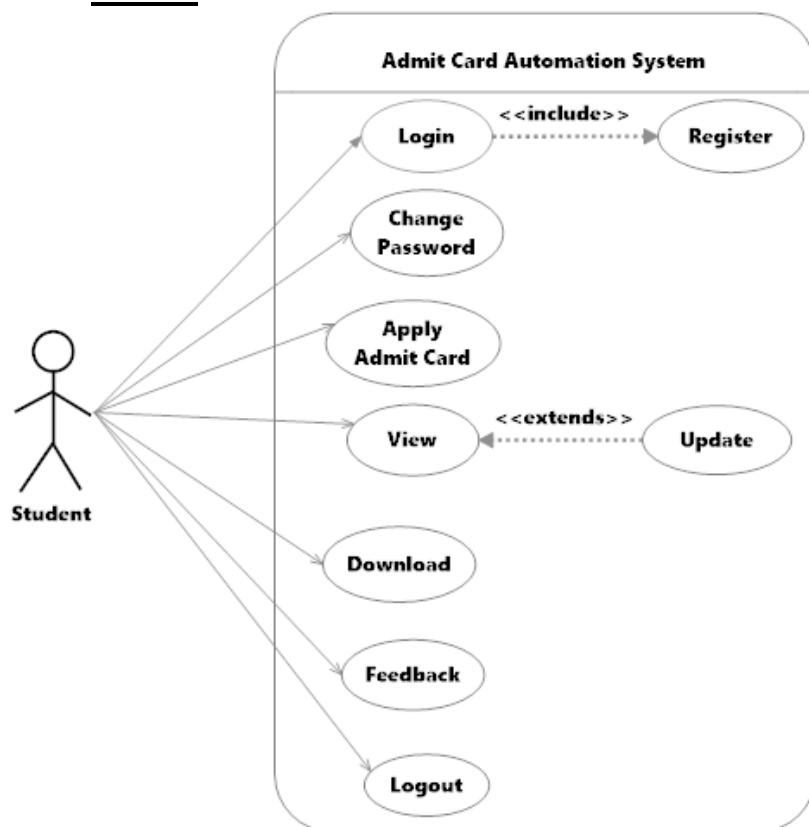 Admit Card Automation System
<<include>>
Login
Register
Change
Password
Apply
Admit Card
<<extends>>
View
Update
Student
Download
Feedback
Logout